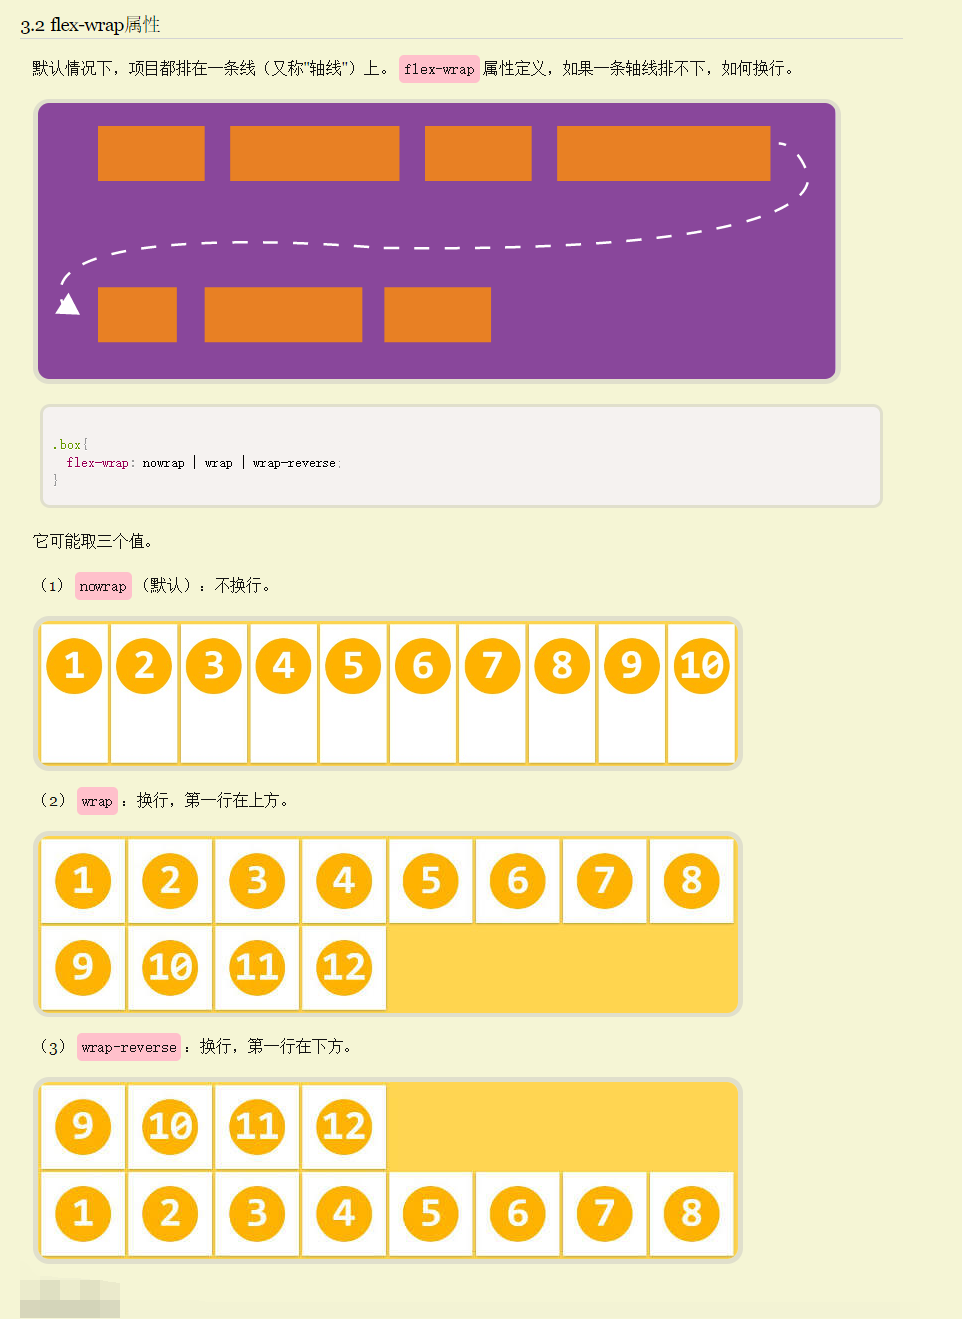 3.2 flex-wrap属性
默认情况下，项目都排在一条线（又称"轴线"）上。flex-wrap属性定义，如果一条轴线排不下，如何换行。
.box{
flex-wrap: nowrap | wrap | wrap-reverse;
}
它可能取三个值。
（1）nowrap（默认）：不换行。
1 2 3 4 5 6 7 8 9 10
（2）wrap：换行，第一行在上方。
1 2 3 4 5 6 7 8
9 10 11 12
（3）wrap-reverse：换行，第一行在下方。
9 10 11 12
1 2 3 4 5 6 7 8